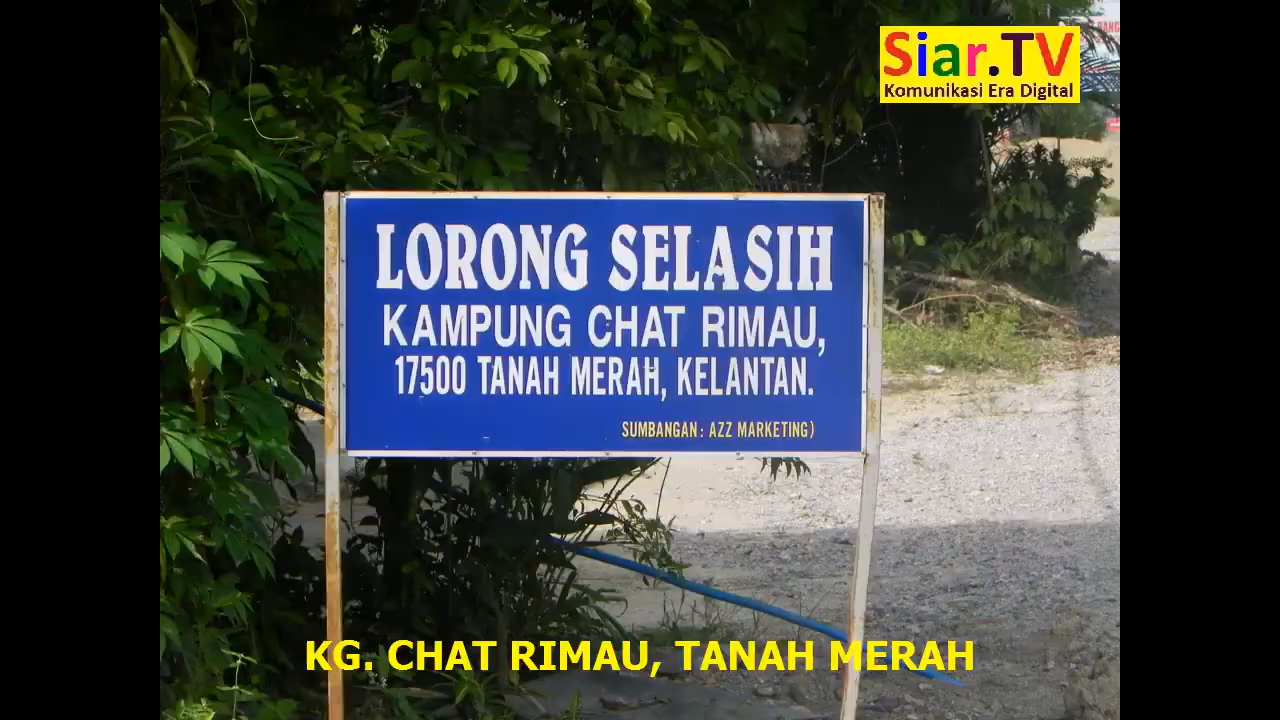 Siar.TV
Komunikasi Era Digital
LORONG SELASIH
KAMPUNG CHAT RIMAU,
17500 TANAH MERAH, KELANTAN.
SUMBANGAN : AZZ MARKETING)
KG. CHAT RIMAU, TANAH MERAH